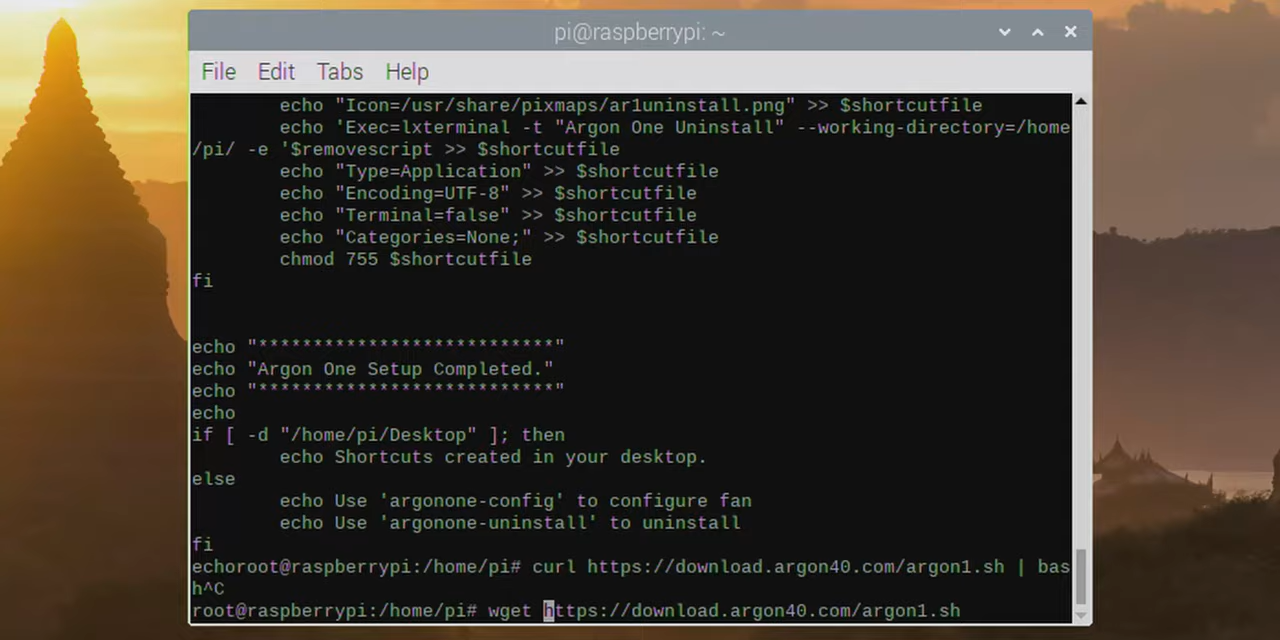 pi@raspberrypi: ~
File Edit Tabs Help
echo "Icon=/usr/share/pixmaps/ar1uninstall.png" >> $shortcutfile
echo 'Exec=lxterminal -t "Argon One Uninstall" --working-directory=/home
/pi/ -e '$removescript >> $shortcutfile
echo "Type=Application" >> $shortcutfile
echo "Encoding=UTF-8" >> $shortcutfile
echo "Terminal=false" >> $shortcutfile
echo "Categories=None;" >> $shortcutfile
chmod 755 $shortcutfile
fi
echo "***************************"
echo "Argon One Setup Completed."
echo "***************************"
echo
if [ -d "/home/pi/Desktop" ]; then
echo Shortcuts created in your desktop.
else
echo Use 'argonone-config' to configure fan
echo Use 'argonone-uninstall' to uninstall
fi
echoroot@raspberrypi:/home/pi# curl https://download.argon40.com/argon1.sh | bas
h^C
root@raspberrypi:/home/pi# wget https://download.argon40.com/argon1.sh